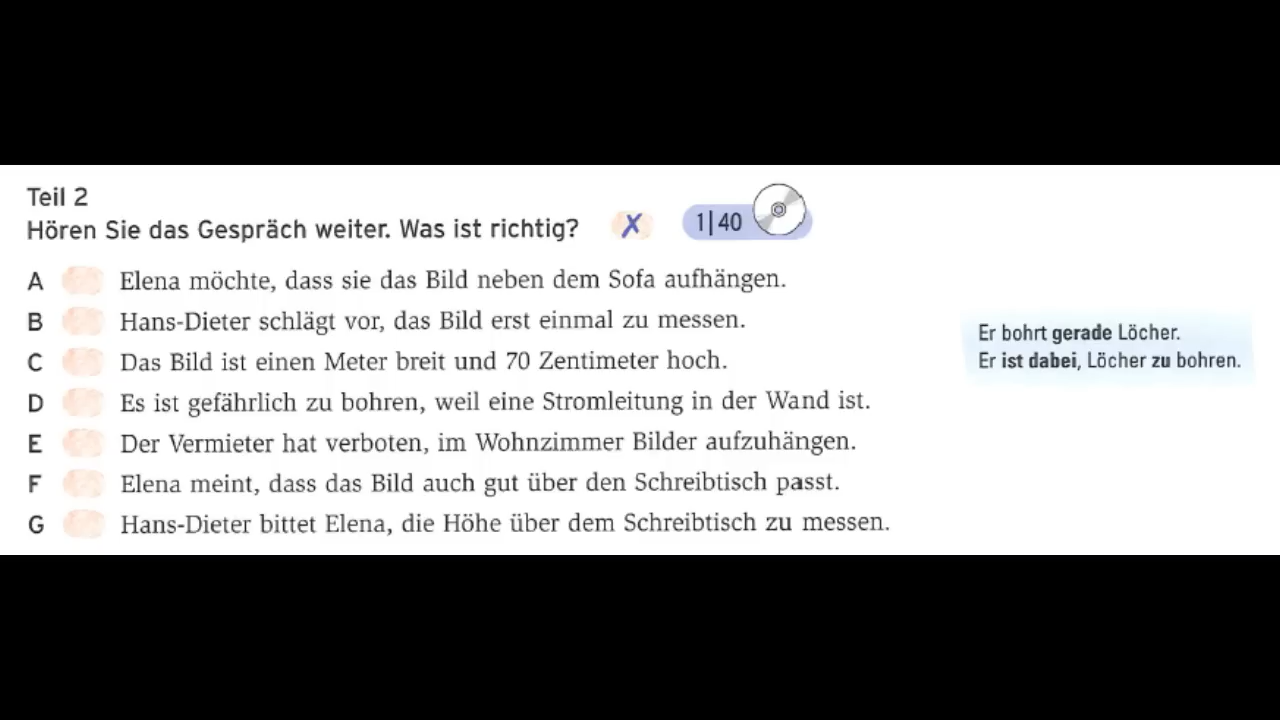 Teil 2
Hören Sie das Gespräch weiter. Was ist richtig? X 1|40
A Elena möchte, dass sie das Bild neben dem Sofa aufhängen.
B Hans-Dieter schlägt vor, das Bild erst einmal zu messen.
C Das Bild ist einen Meter breit und 70 Zentimeter hoch.
D Es ist gefährlich zu bohren, weil eine Stromleitung in der Wand ist.
E Der Vermieter hat verboten, im Wohnzimmer Bilder aufzuhängen.
F Elena meint, dass das Bild auch gut über den Schreibtisch passt.
G Hans-Dieter bittet Elena, die Höhe über dem Schreibtisch zu messen.
Er bohrt gerade Löcher.
Er ist dabei, Löcher zu bohren.